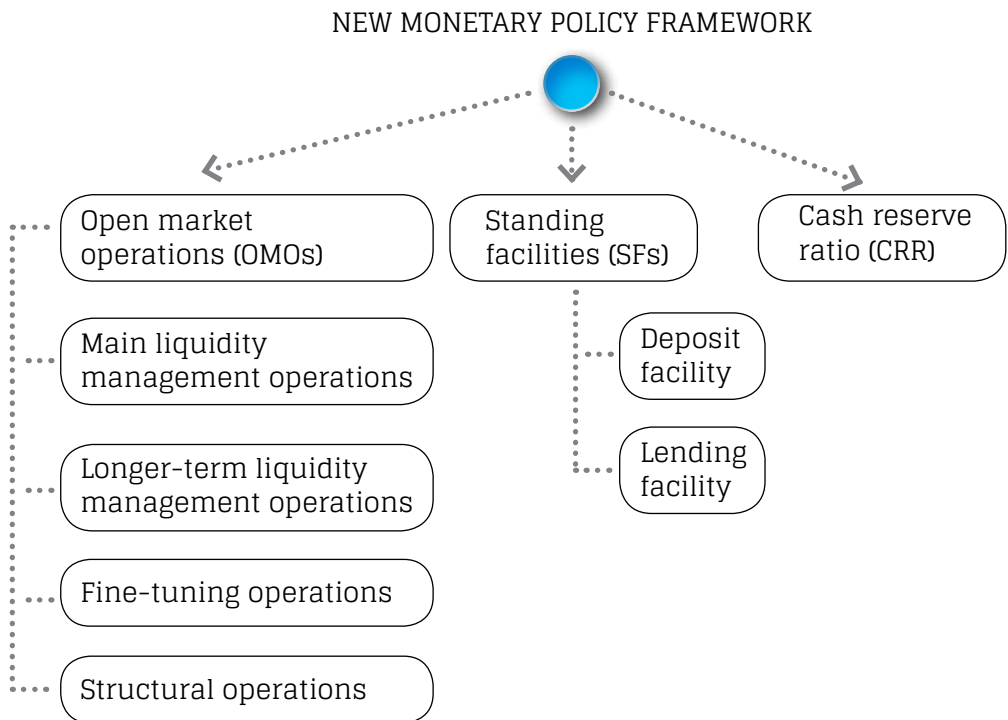 NEW MONETARY POLICY FRAMEWORK
Open market
operations (OMOs)
Standing
facilities (SFs)
Cash reserve
ratio (CRR)
Main liquidity
management operations
Longer-term liquidity
management operations
Fine-tuning operations
Structural operations
Deposit
facility
Lending
facility